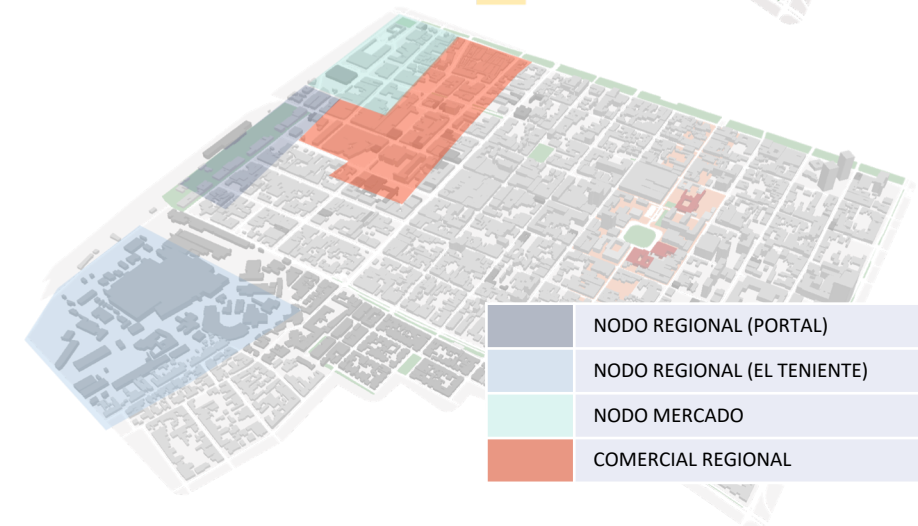 NODO REGIONAL (PORTAL)
NODO REGIONAL (EL TENIENTE)
NODO MERCADO
COMERCIAL REGIONAL